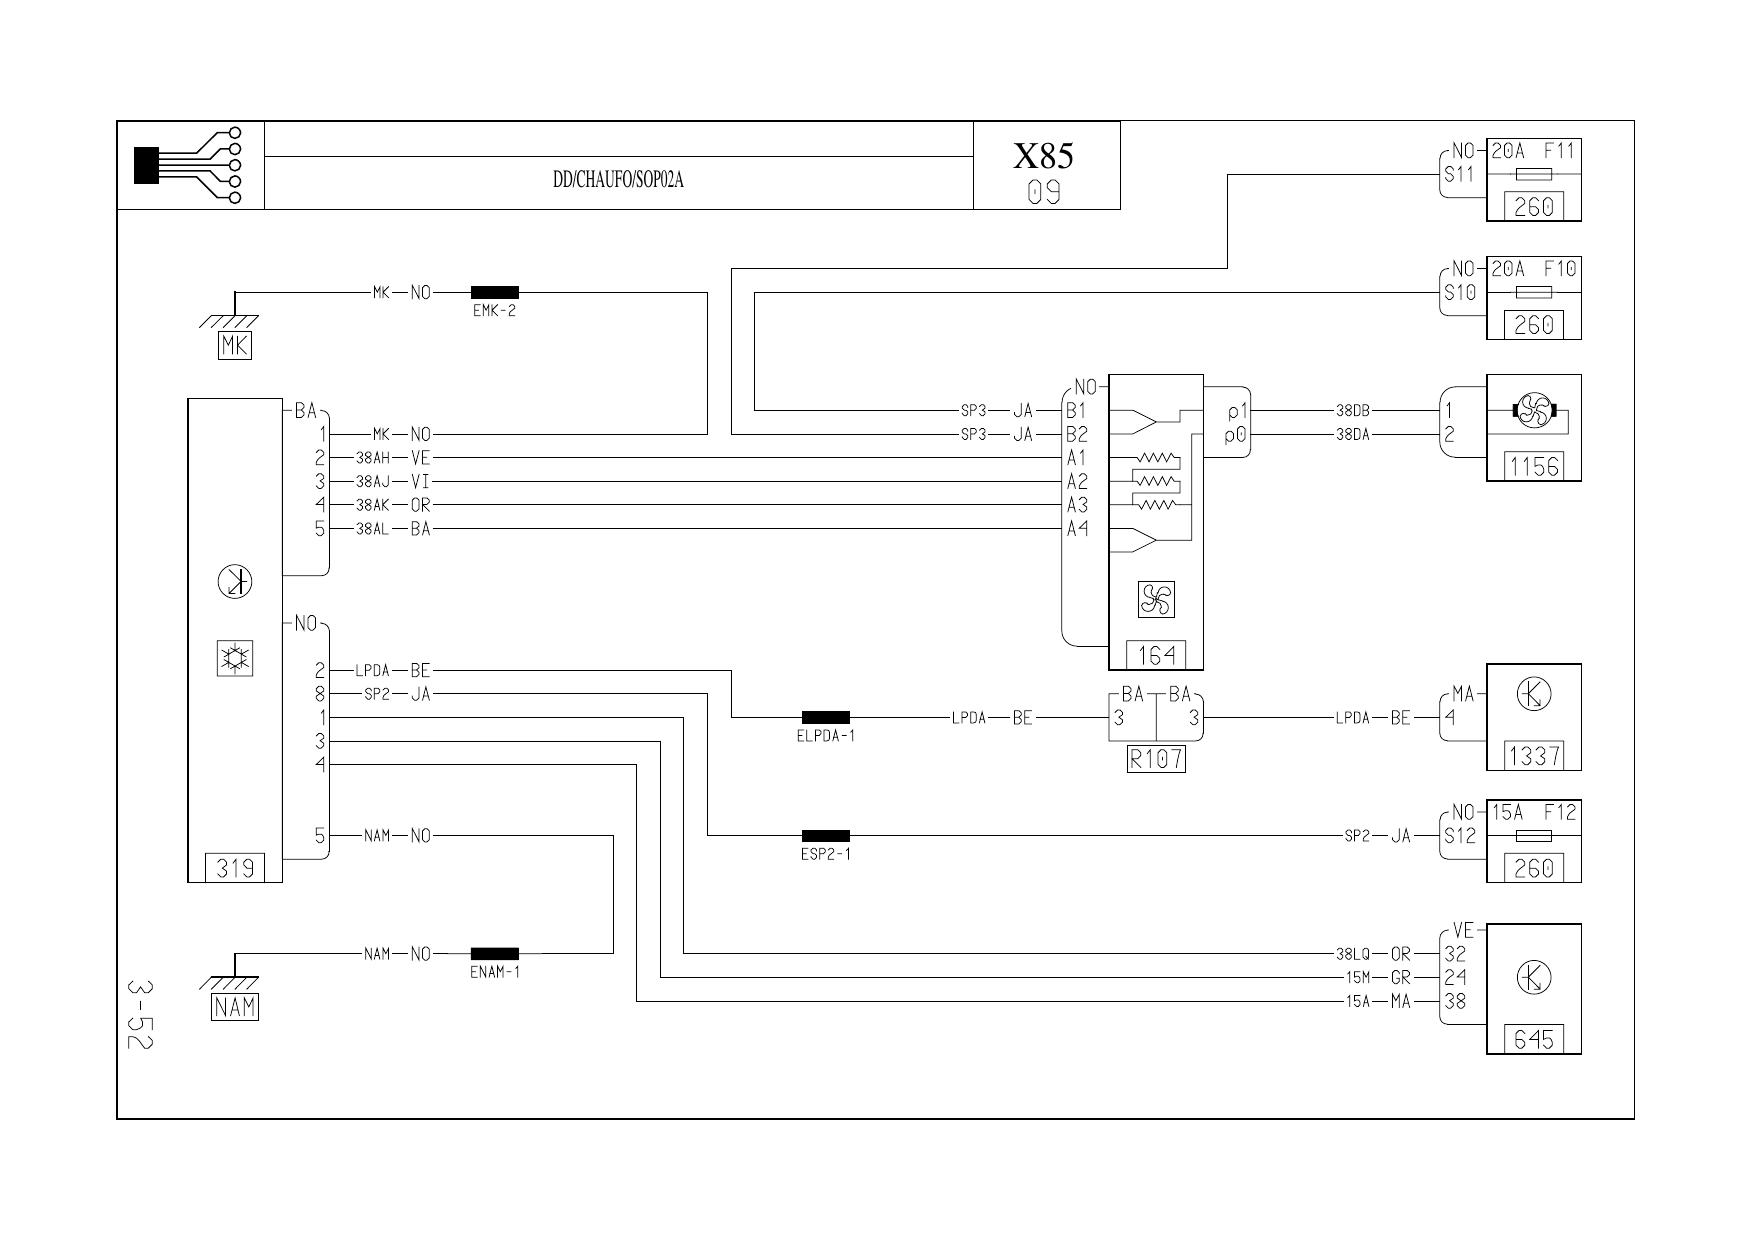 X85
DD/CHAUFO/SOP02A
09
NO 20A F11
S11
260
NO 20A F10
S10
260
MK NO
EMK-2
MK
NO
BA
SP3 JA B1 p1 38DB 1
1 MK NO SP3 JA B2 p0 38DA 2
2 38AH VE A1
1156
3 38AJ VI A2
4 38AK OR A3
5 38AL BA A4
NO
164
2 LPDA BE
8 SP2 JA BA BA MA
1 LPDA BE 3 3 LPDA BE 4
ELPDA-1
3
R107
1337
4
NO 15A F12
5 NAM NO SP2 JA S12
ESP2-1
319
260
VE
NAM NO 38LQ OR 32
ENAM-1
15M GR 24
NAM
15A MA 38
645
3-52